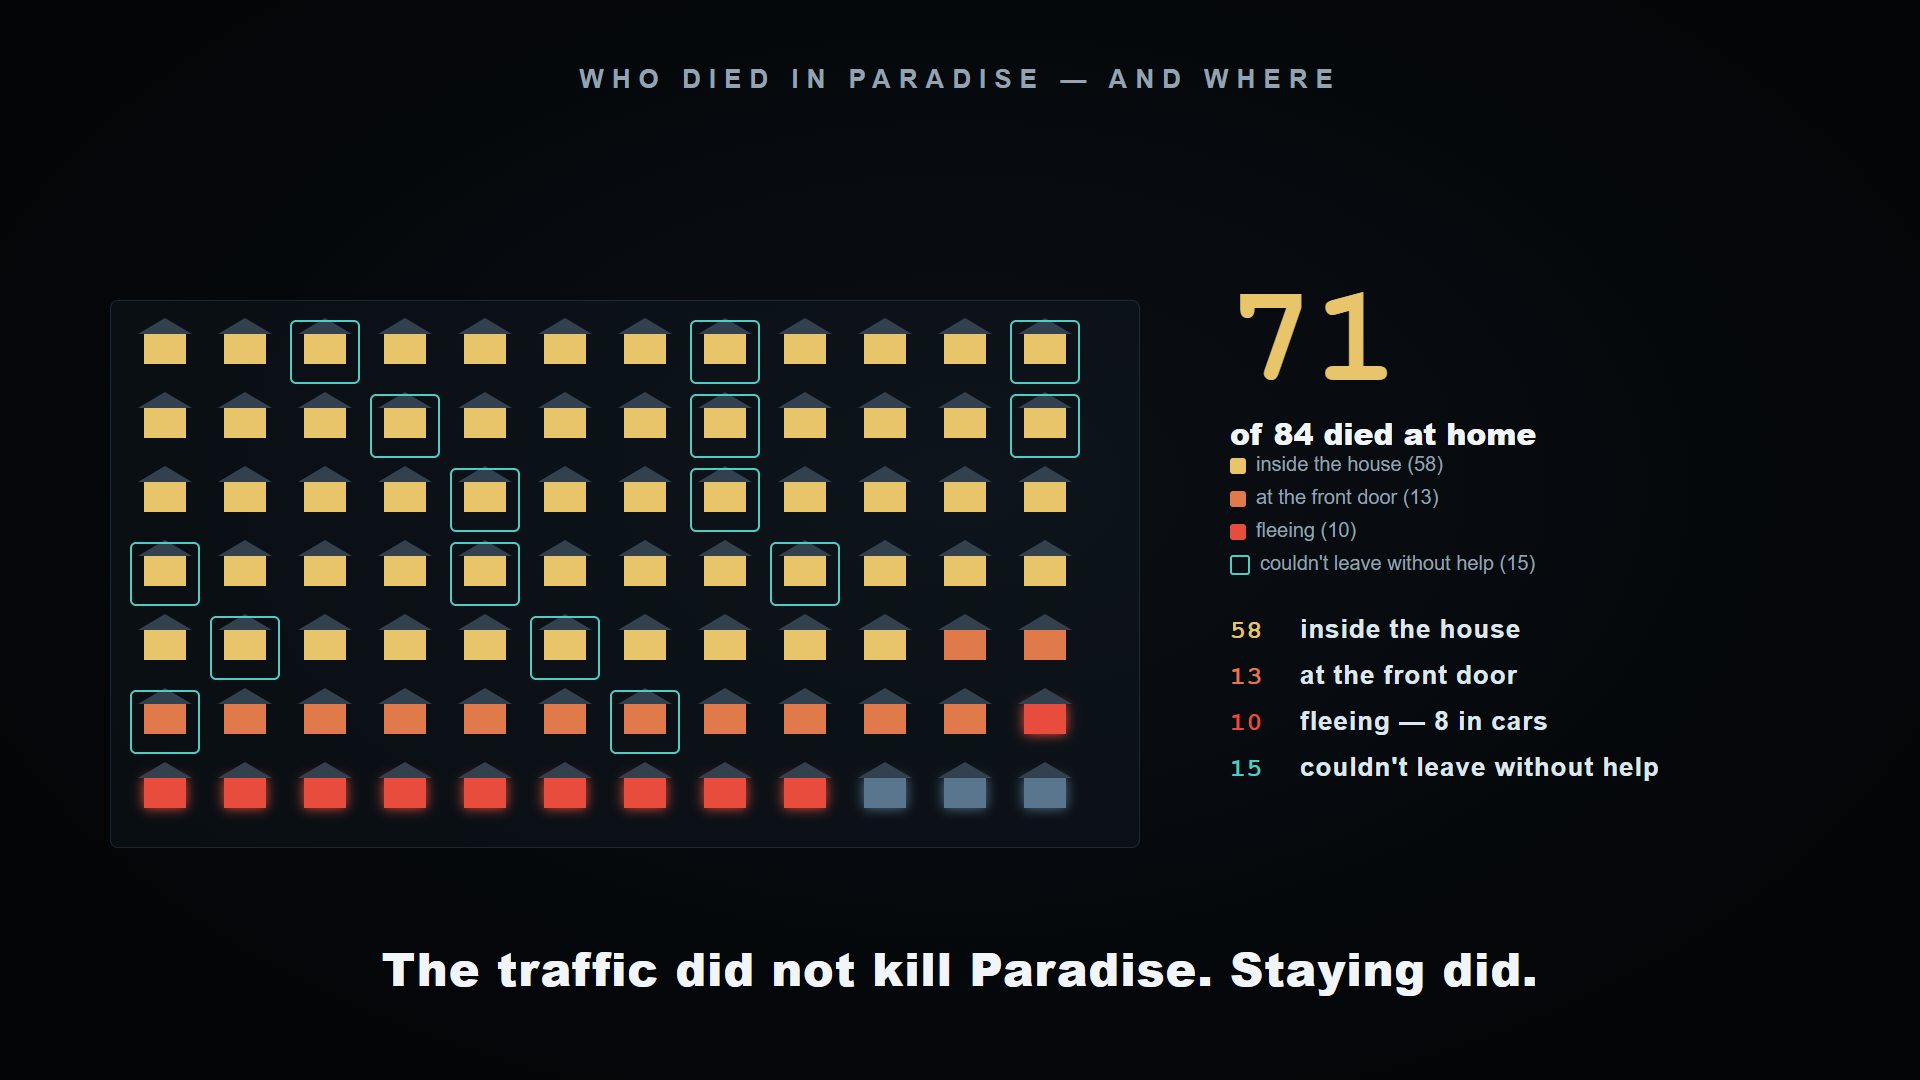 WHO DIED IN PARADISE — AND WHERE
71
of 84 died at home
inside the house (58)
at the front door (13)
fleeing (10)
couldn't leave without help (15)
58 inside the house
13 at the front door
10 fleeing — 8 in cars
15 couldn't leave without help
The traffic did not kill Paradise. Staying did.